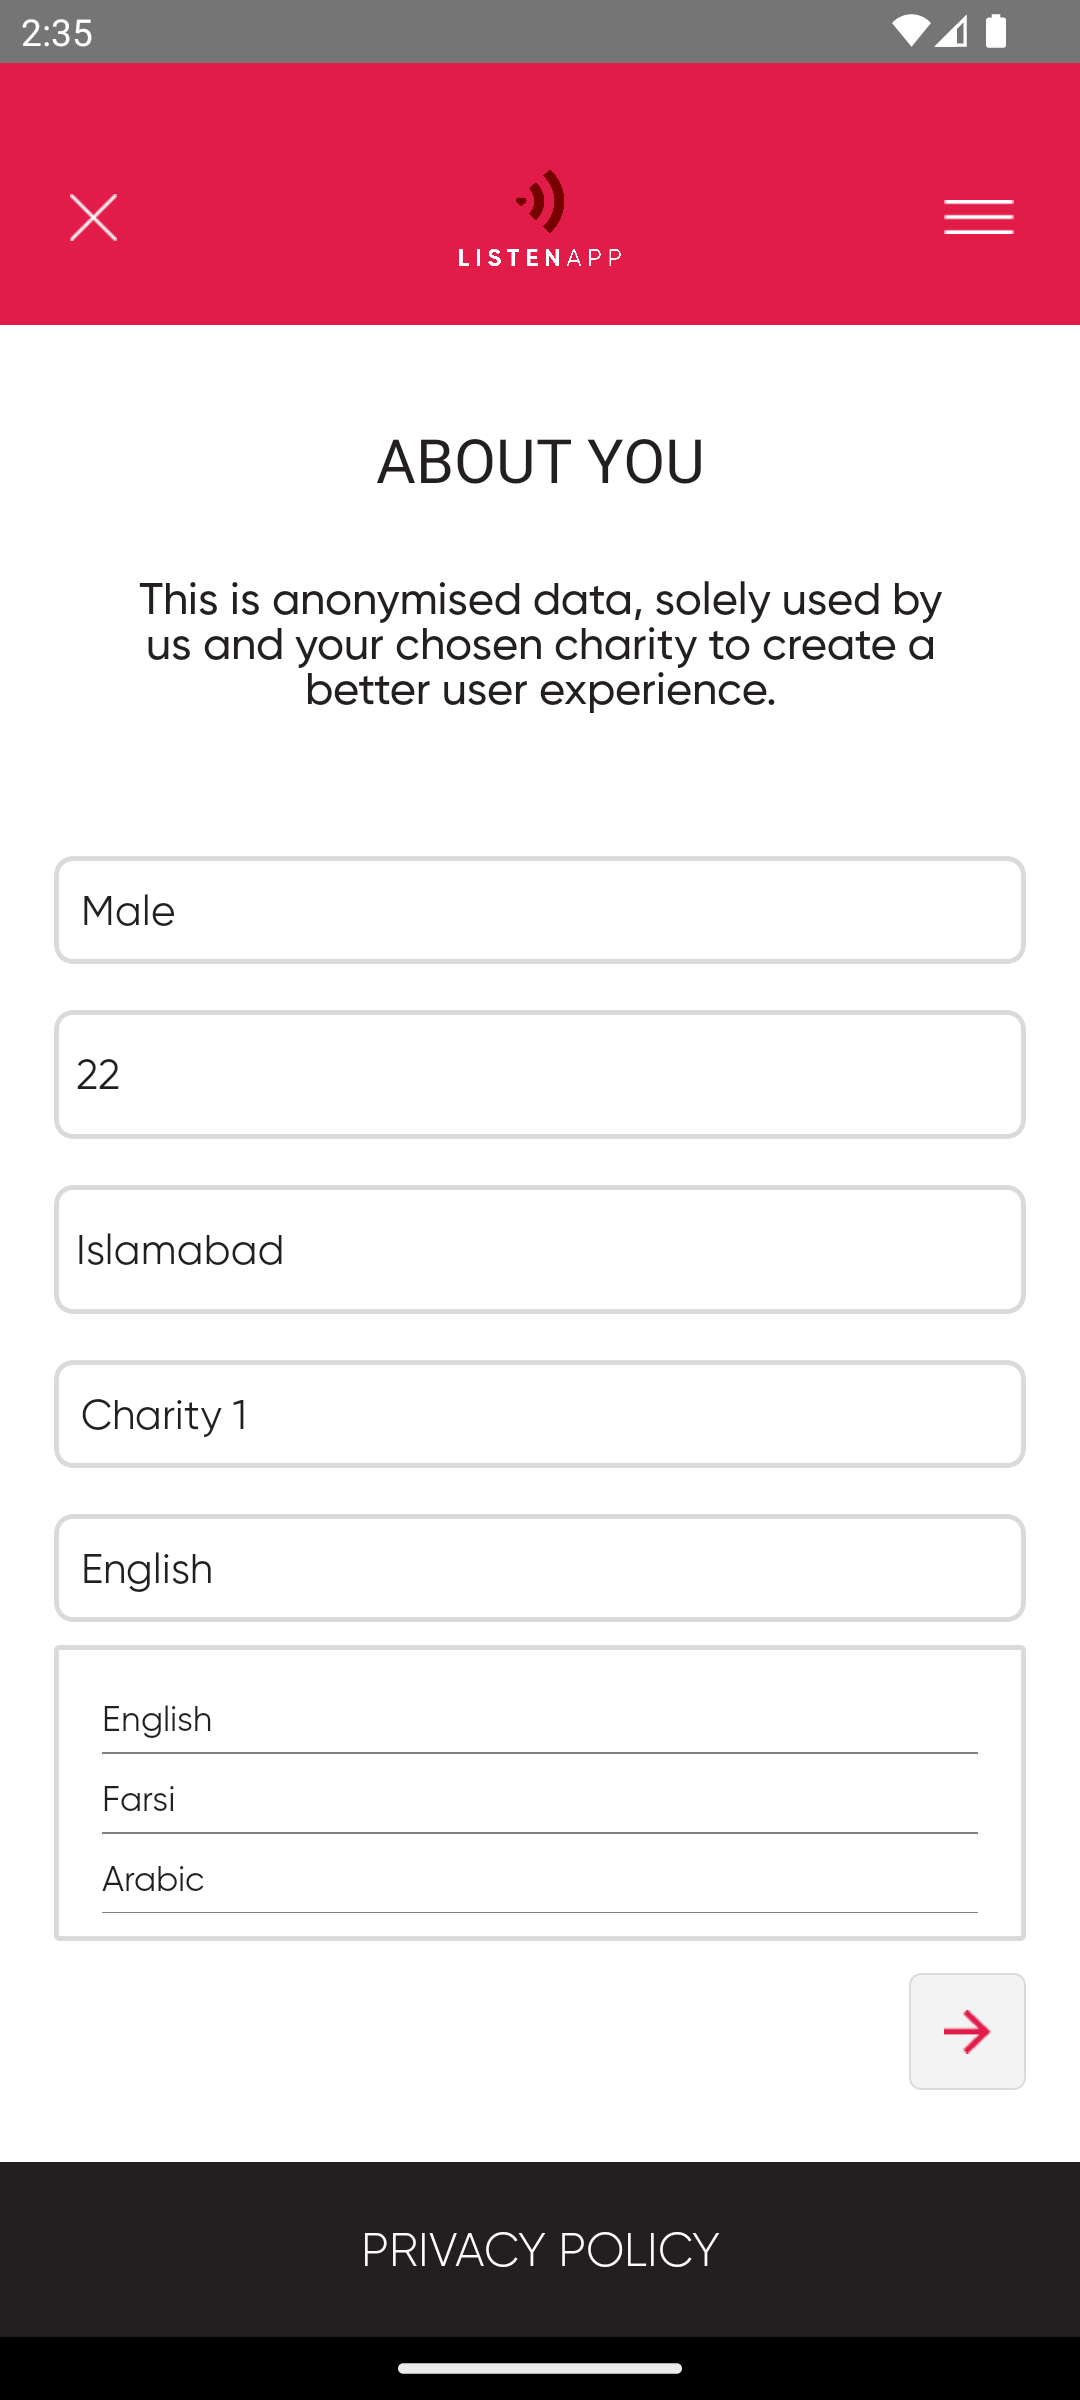 2:35
LISTENAPP
ABOUT YOU
This is anonymised data, solely used by
us and your chosen charity to create a
better user experience.
Male
22
Islamabad
Charity 1
English
English
Farsi
Arabic
PRIVACY POLICY